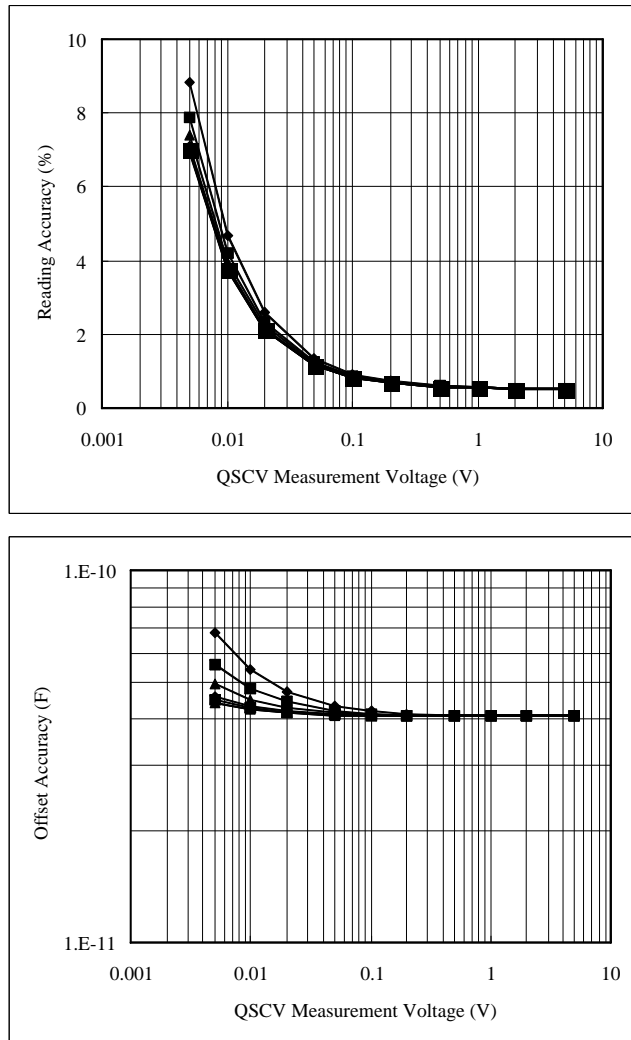 10
8
6
4
2
0
Reading Accuracy (%)
0.001 0.01 0.1 1 10
QSCV Measurement Voltage (V)
1.E-10
Offset Accuracy (F)
1.E-11
0.001 0.01 0.1 1 10
QSCV Measurement Voltage (V)